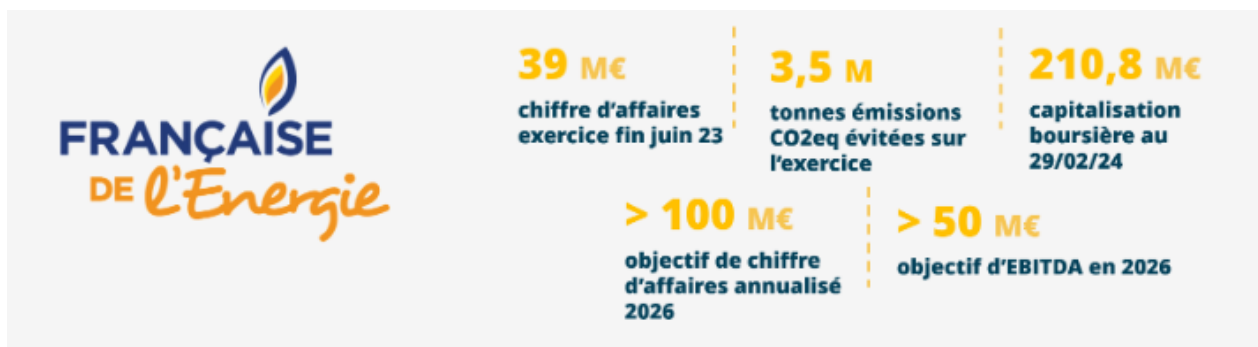 FRANÇAISE
DE l'Energie
39 M€
chiffre d'affaires
exercice fin juin 23
3,5 M
tonnes émissions
CO2eq évitées sur
l'exercice
210,8 M€
capitalisation
boursière au
29/02/24
> 100 M€
objectif de chiffre
d'affaires annualisé
2026
> 50 M€
objectif d'EBITDA en 2026